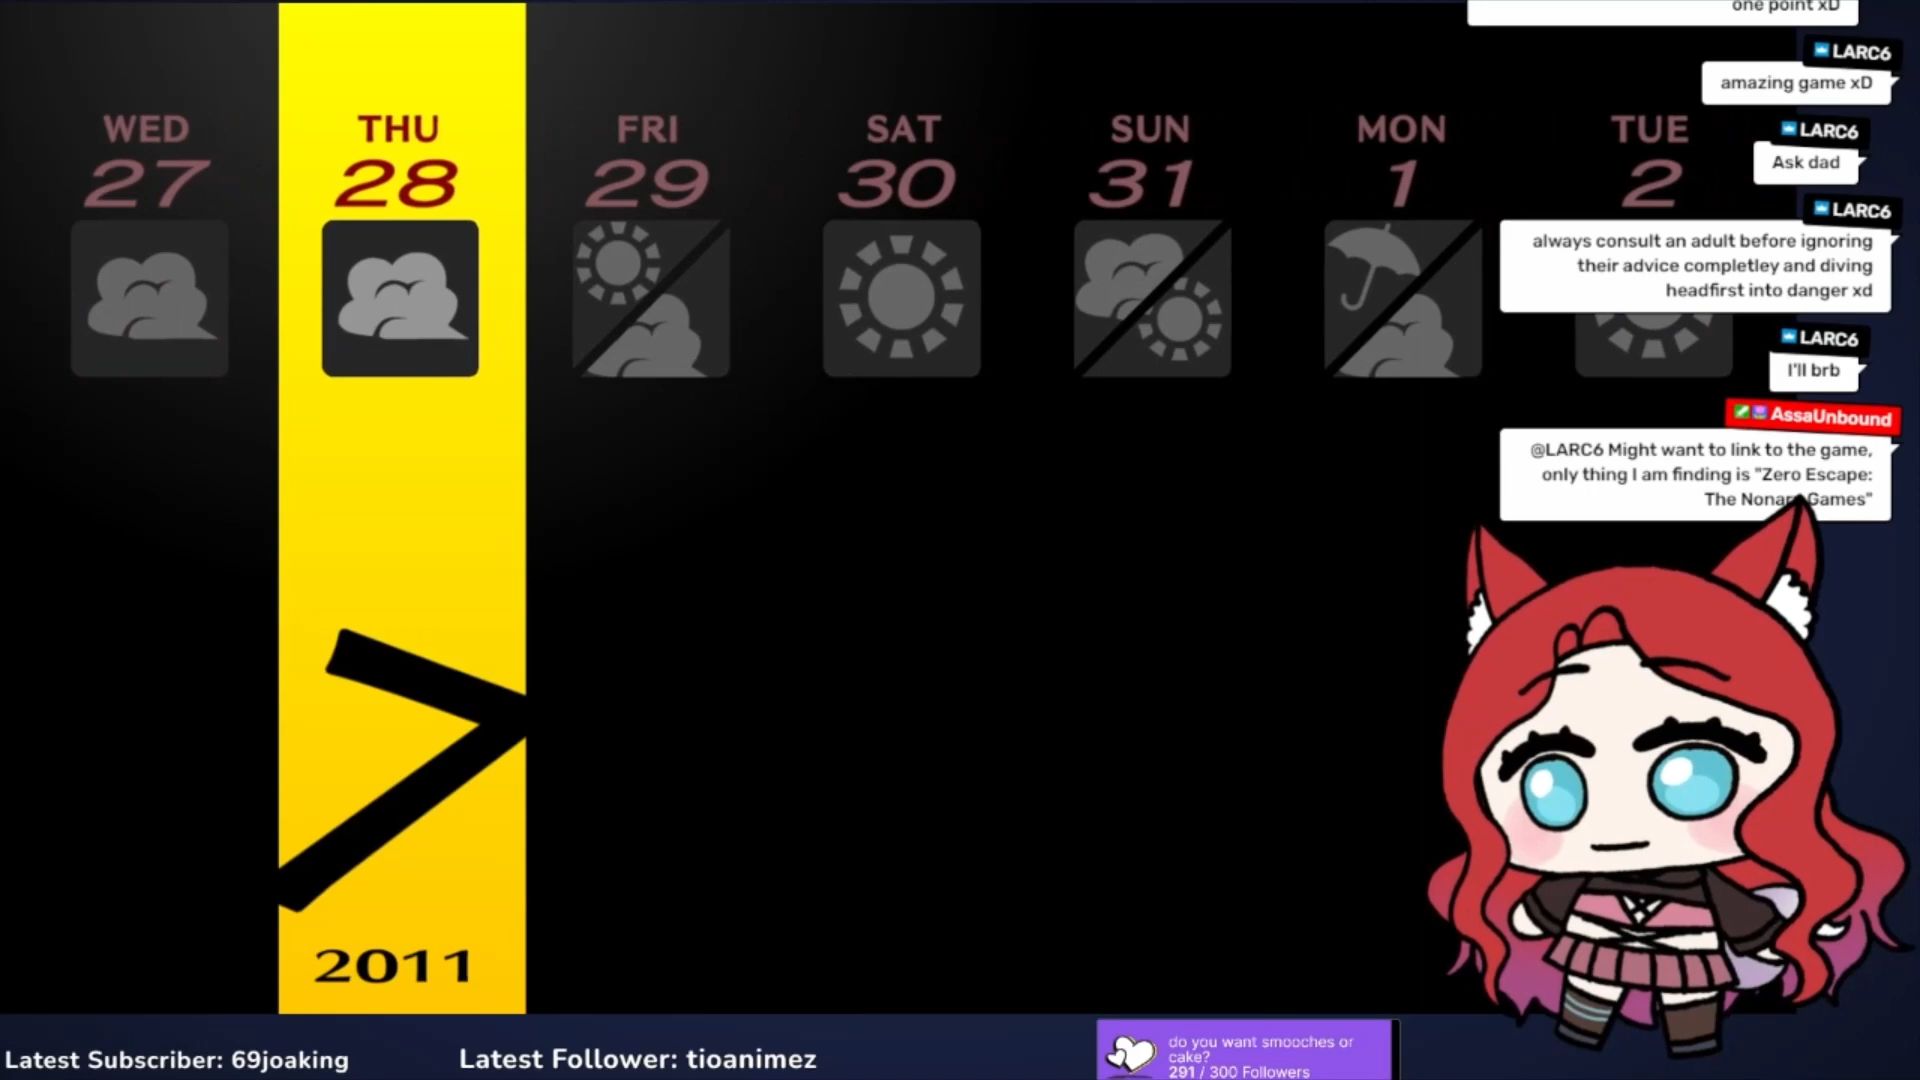 WED THU FRI SAT SUN MON TUE
27 28 29 30 31 1 2
2011
one point xD
LARC6
amazing game xD
LARC6
Ask dad
LARC6
always consult an adult before ignoring
their advice completley and diving
headfirst into danger xd
LARC6
I'll brb
AssaUnbound
@LARC6 Might want to link to the game,
only thing I am finding is "Zero Escape:
The Nonary Games"
Latest Subscriber: 69joaking
Latest Follower: tioanimez
do you want smooches or
cake?
291 / 300 Followers